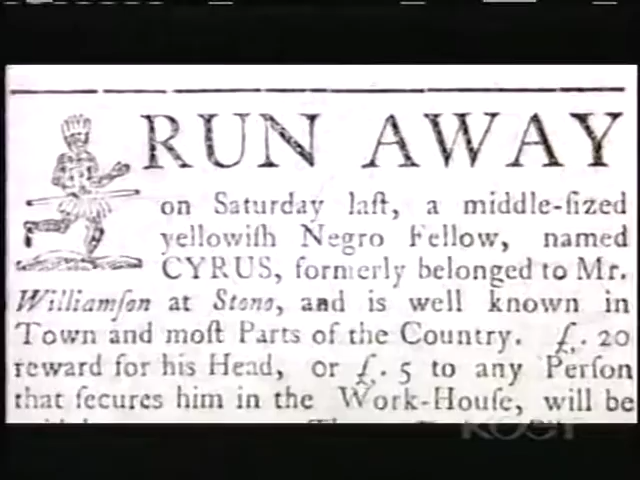 RUN AWAY
on Saturday laſt, a middle-ſized
yellowiſh Negro Fellow, named
CYRUS, formerly belonged to Mr.
Williamſon at Stono, and is well known in
Town and moſt Parts of the Country. £. 20
reward for his Head, or £. 5 to any Perſon
that ſecures him in the Work-Houſe, will be
KOCT